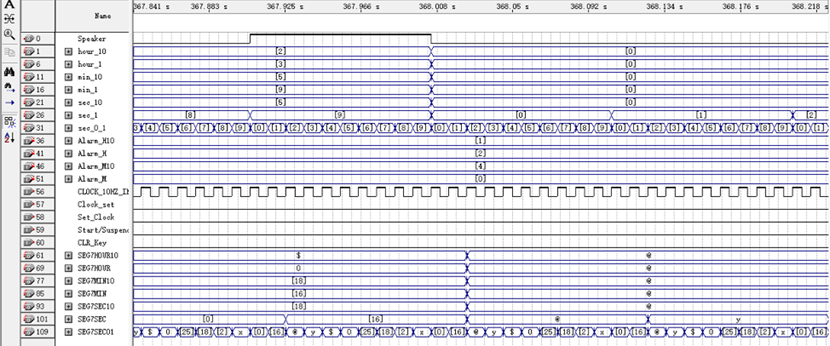 367.841 s 367.883 s 367.925 s 367.966 s 368.008 s 368.05 s 368.092 s 368.134 s 368.176 s 368.218 s
Name
0 Speaker
1 hour_10 [2] [0]
6 hour_1 [3] [0]
11 min_10 [5] [0]
16 min_1 [9] [0]
21 sec_10 [5] [0]
26 sec_1 [8] [9] [0] [1] [2]
31 sec_0_1 3 [4] [5] [6] [7] [8] [9] [0] [1] [2] [3] [4] [5] [6] [7] [8] [9] [0] [1] [2] [3] [4] [5] [6] [7] [8] [9] [0] [1] [2] [3] [4] [5] [6] [7] [8] [9] [0] [1]
36 Alarm_H10 [1]
41 Alarm_H [2]
46 Alarm_M10 [4]
51 Alarm_M [0]
56 CLOCK_10HZ_I
57 Clock_set
58 Set_Clock
59 Start/Suspen
60 CLR_Key
61 SEG7HOUR10 $ @
69 SEG7HOUR 0 @
77 SEG7MIN10 [18] @
85 SEG7MIN [16] @
93 SEG7SEC10 [18] @
101 SEG7SEC [0] [16] @ y
109 SEG7SEC01 y $ 0 [25] [18] [2] x [0] [16] @ y $ 0 [25] [18] [2] x [0] [16] @ y $ 0 [25] [18] [2] x [0] [16] @ y $ 0 [25] [18] [2] x [0] [16]